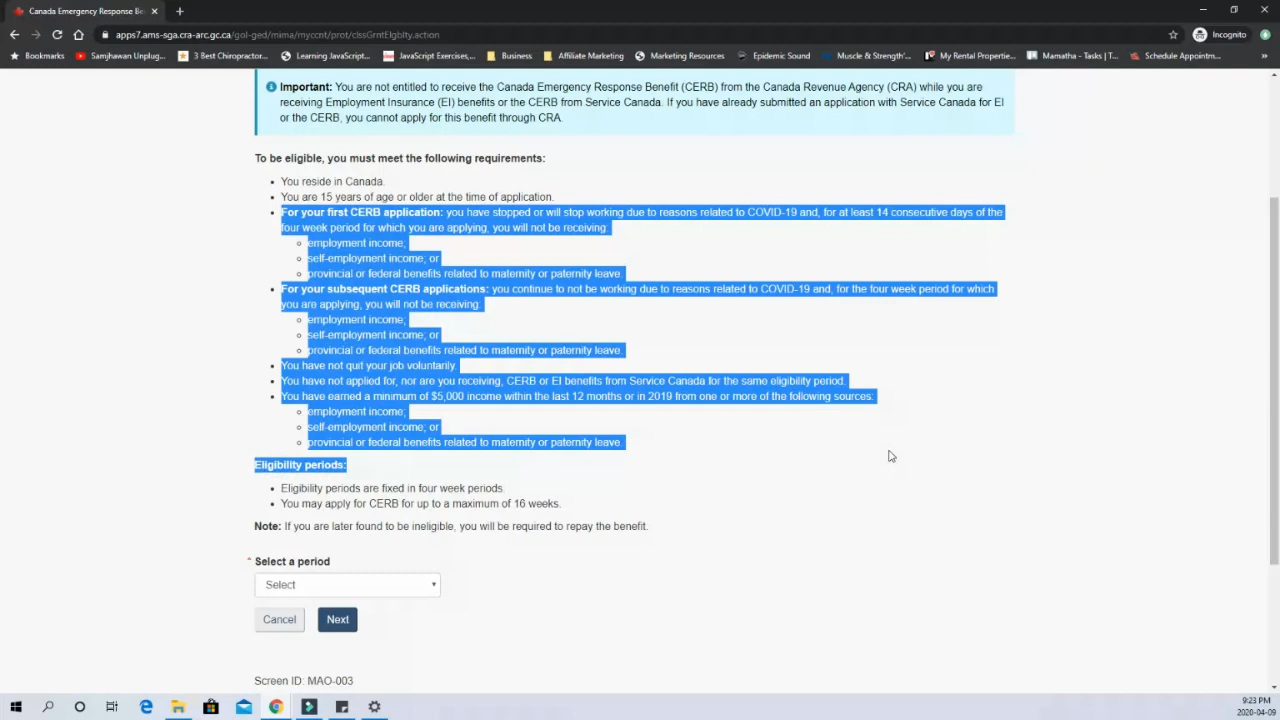 Canada Emergency Response Be
apps7.ams-sga.cra-arc.gc.ca/gol-ged/mima/myccnt/prot/clssGrntElgblty.action
Incognito
Bookmarks
Samjhawan Unplug...
3 Best Chiropractor...
Learning JavaScript...
JavaScript Exercises,...
Business
Affiliate Marketing
Marketing Resources
Epidemic Sound
Muscle & Strength'...
My Rental Propertie...
Mamatha - Tasks | T...
Schedule Appointm...
Important: You are not entitled to receive the Canada Emergency Response Benefit (CERB) from the Canada Revenue Agency (CRA) while you are
receiving Employment Insurance (EI) benefits or the CERB from Service Canada. If you have already submitted an application with Service Canada for EI
or the CERB, you cannot apply for this benefit through CRA.
To be eligible, you must meet the following requirements:
You reside in Canada.
You are 15 years of age or older at the time of application.
For your first CERB application: you have stopped or will stop working due to reasons related to COVID-19 and, for at least 14 consecutive days of the
four week period for which you are applying, you will not be receiving:
employment income;
self-employment income; or
provincial or federal benefits related to maternity or paternity leave.
For your subsequent CERB applications: you continue to not be working due to reasons related to COVID-19 and, for the four week period for which
you are applying, you will not be receiving:
employment income;
self-employment income; or
provincial or federal benefits related to maternity or paternity leave.
You have not quit your job voluntarily.
You have not applied for, nor are you receiving, CERB or EI benefits from Service Canada for the same eligibility period.
You have earned a minimum of $5,000 income within the last 12 months or in 2019 from one or more of the following sources:
employment income;
self-employment income; or
provincial or federal benefits related to maternity or paternity leave.
Eligibility periods:
Eligibility periods are fixed in four week periods.
You may apply for CERB for up to a maximum of 16 weeks.
Note: If you are later found to be ineligible, you will be required to repay the benefit.
* Select a period
Select
Cancel
Next
Screen ID: MAO-003
9:23 PM
2020-04-09